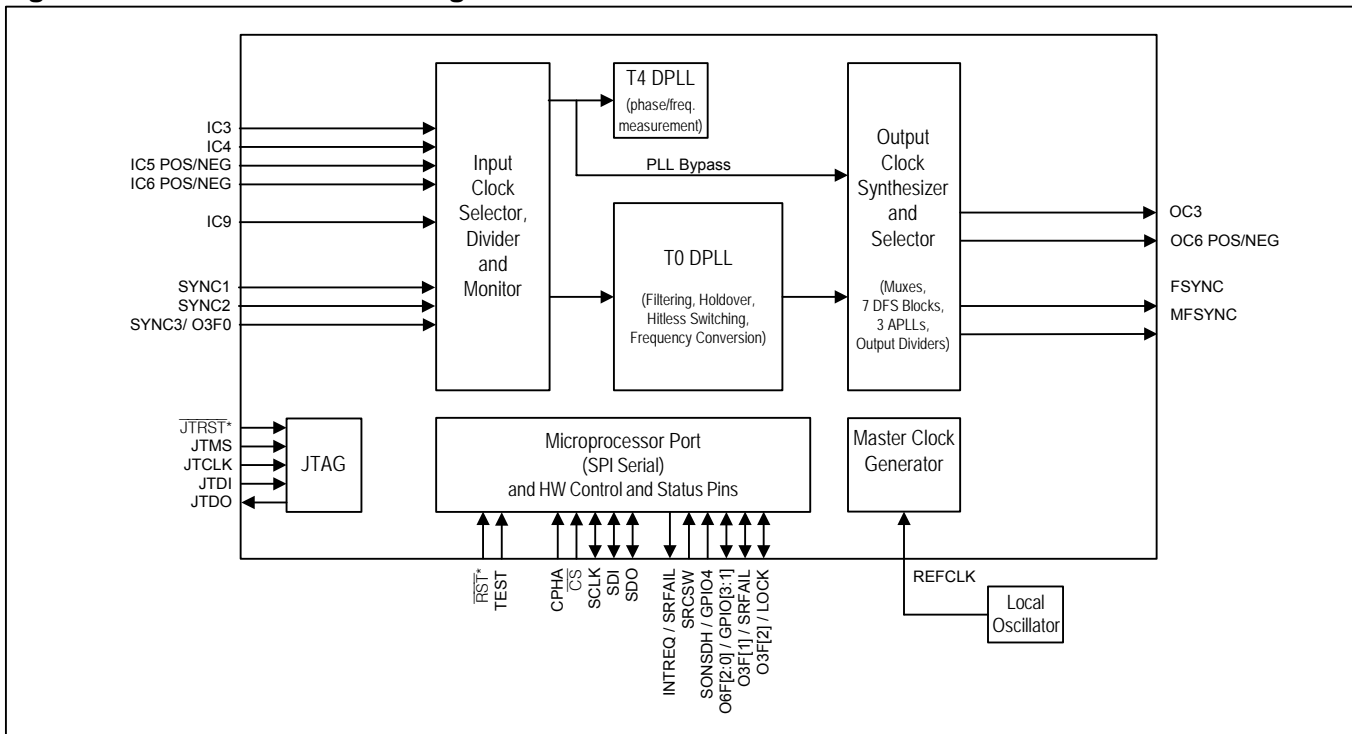 IC3
IC4
IC5 POS/NEG
IC6 POS/NEG
IC9
SYNC1
SYNC2
SYNC3/ O3F0
Input
Clock
Selector,
Divider
and
Monitor
T4 DPLL
(phase/freq.
measurement)
PLL Bypass
T0 DPLL
(Filtering, Holdover,
Hitless Switching,
Frequency Conversion)
Output
Clock
Synthesizer
and
Selector
(Muxes,
7 DFS Blocks,
3 APLLs,
Output Dividers)
OC3
OC6 POS/NEG
FSYNC
MFSYNC
JTRST*
JTMS
JTCLK
JTDI
JTDO
JTAG
Microprocessor Port
(SPI Serial)
and HW Control and Status Pins
Master Clock
Generator
RST*
TEST
CPHA
CS
SCLK
SDI
SDO
INTREQ / SRFAIL
SRCSW
SONSDH / GPIO4
O6F[2:0] / GPIO[3:1]
O3F[1] / SRFAIL
O3F[2] / LOCK
REFCLK
Local
Oscillator